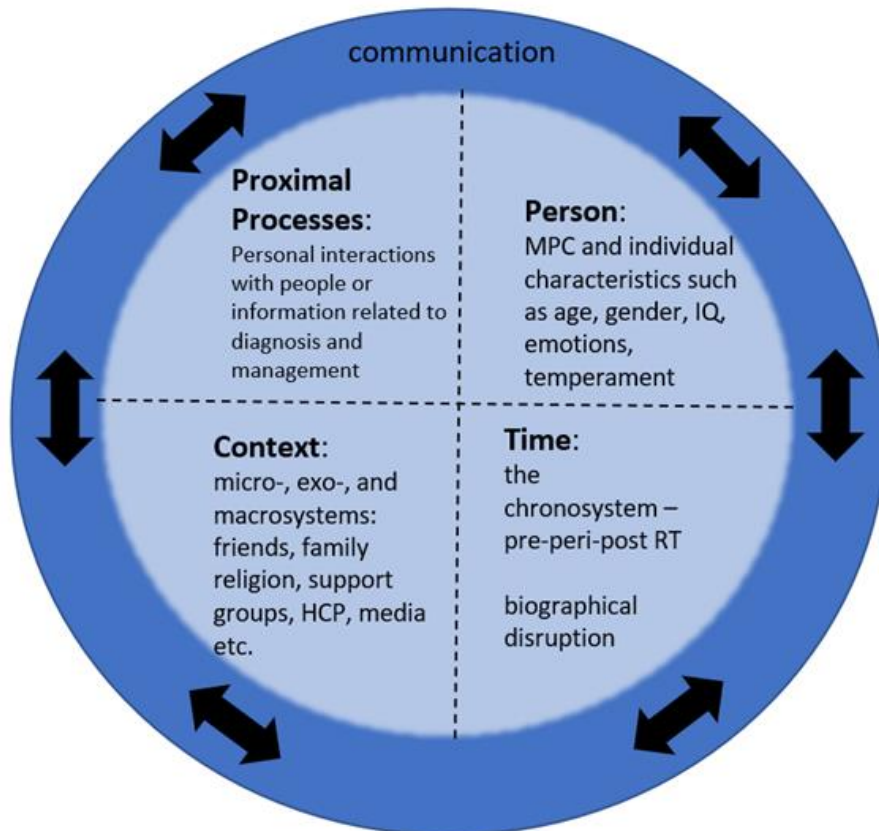 communication
Proximal
Processes:
Personal interactions
with people or
information related to
diagnosis and
management
Person:
MPC and individual
characteristics such
as age, gender, IQ,
emotions,
temperament
Context:
micro-, exo-, and
macrosystems:
friends, family
religion, support
groups, HCP, media
etc.
Time:
the
chronosystem –
pre-peri-post RT
biographical
disruption